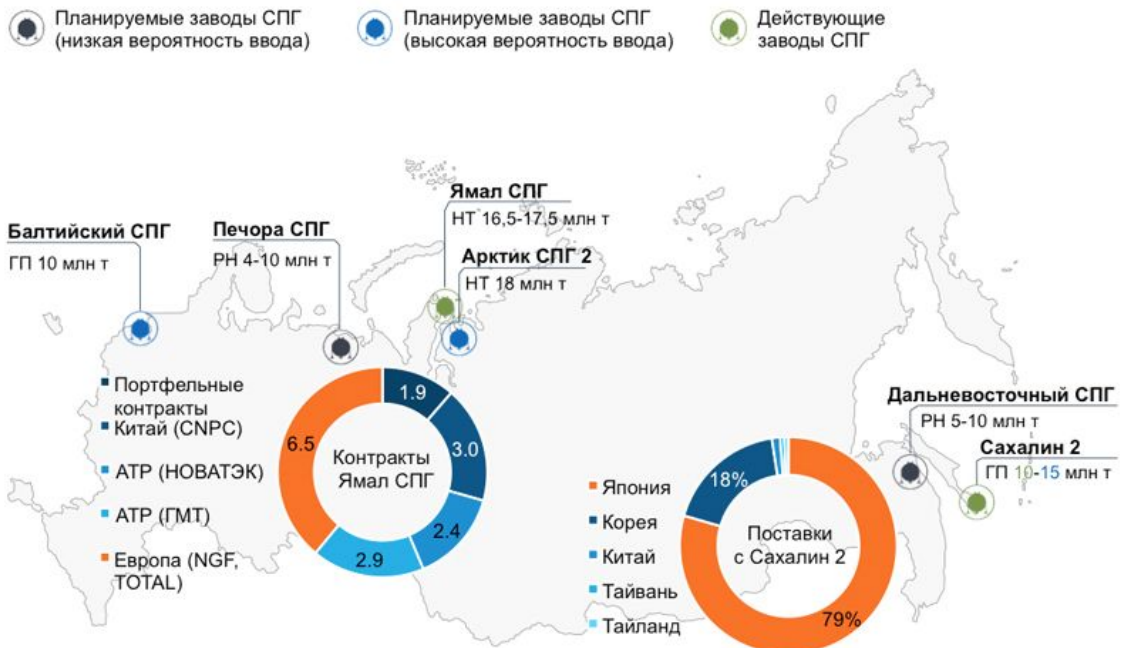 Планируемые заводы СПГ
(низкая вероятность ввода)
Планируемые заводы СПГ
(высокая вероятность ввода)
Действующие
заводы СПГ
Ямал СПГ
НТ 16,5-17,5 млн т
Балтийский СПГ
ГП 10 млн т
Печора СПГ
РН 4-10 млн т
Арктик СПГ 2
НТ 18 млн т
Портфельные
контракты
Китай (CNPC)
АТР (НОВАТЭК)
АТР (ГМТ)
Европа (NGF,
TOTAL)
1.9
3.0
2.4
2.9
6.5
Контракты
Ямал СПГ
Дальневосточный СПГ
РН 5-10 млн т
Сахалин 2
ГП 10-15 млн т
Япония
Корея
Китай
Тайвань
Тайланд
18%
79%
Поставки
с Сахалин 2